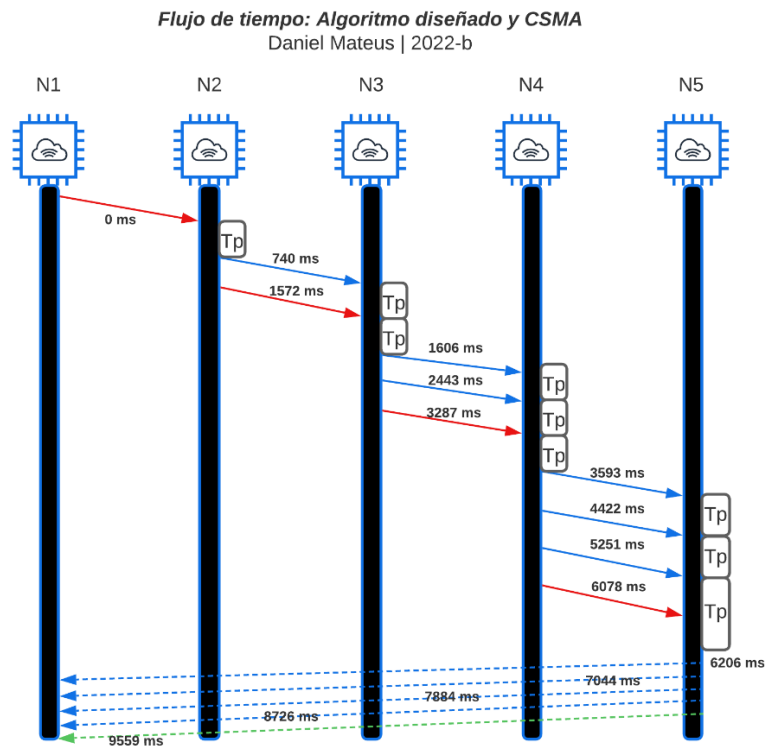 Flujo de tiempo: Algoritmo diseñado y CSMA
Daniel Mateus | 2022-b
N1 N2 N3 N4 N5
0 ms
Tp
740 ms
1572 ms
Tp
Tp
1606 ms
2443 ms
3287 ms
Tp
Tp
Tp
3593 ms
4422 ms
5251 ms
6078 ms
Tp
Tp
Tp
6206 ms
7044 ms
7884 ms
8726 ms
9559 ms